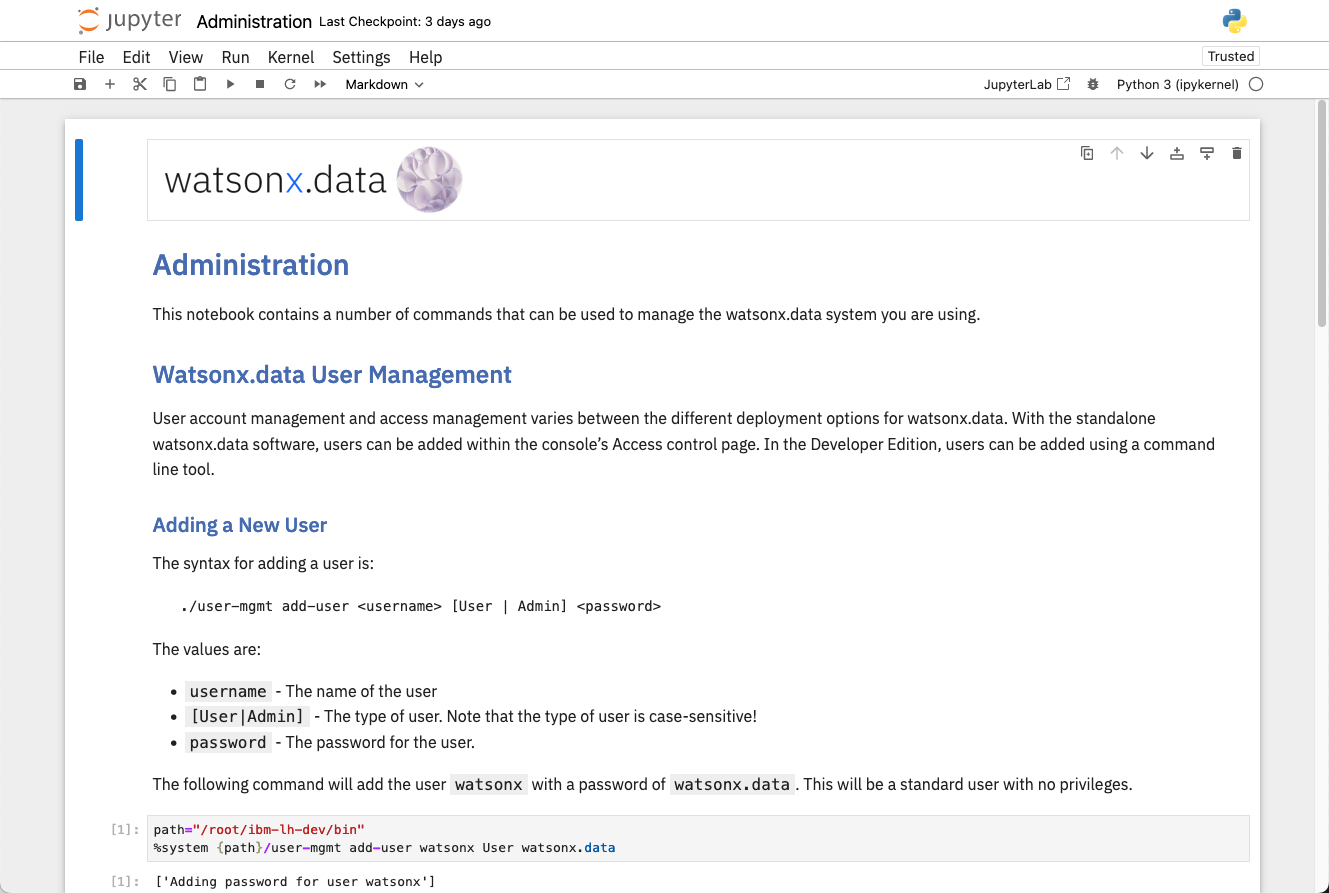 jupyter Administration Last Checkpoint: 3 days ago
File Edit View Run Kernel Settings Help Trusted
Markdown JupyterLab Python 3 (ipykernel)
watsonx.data
Administration
This notebook contains a number of commands that can be used to manage the watsonx.data system you are using.
Watsonx.data User Management
User account management and access management varies between the different deployment options for watsonx.data. With the standalone
watsonx.data software, users can be added within the console’s Access control page. In the Developer Edition, users can be added using a command
line tool.
Adding a New User
The syntax for adding a user is:
./user-mgmt add-user <username> [User | Admin] <password>
The values are:
• username - The name of the user
• [User|Admin] - The type of user. Note that the type of user is case-sensitive!
• password - The password for the user.
The following command will add the user watsonx with a password of watsonx.data. This will be a standard user with no privileges.
[1]: path="/root/ibm-lh-dev/bin"
%system {path}/user-mgmt add-user watsonx User watsonx.data
[1]: ['Adding password for user watsonx']